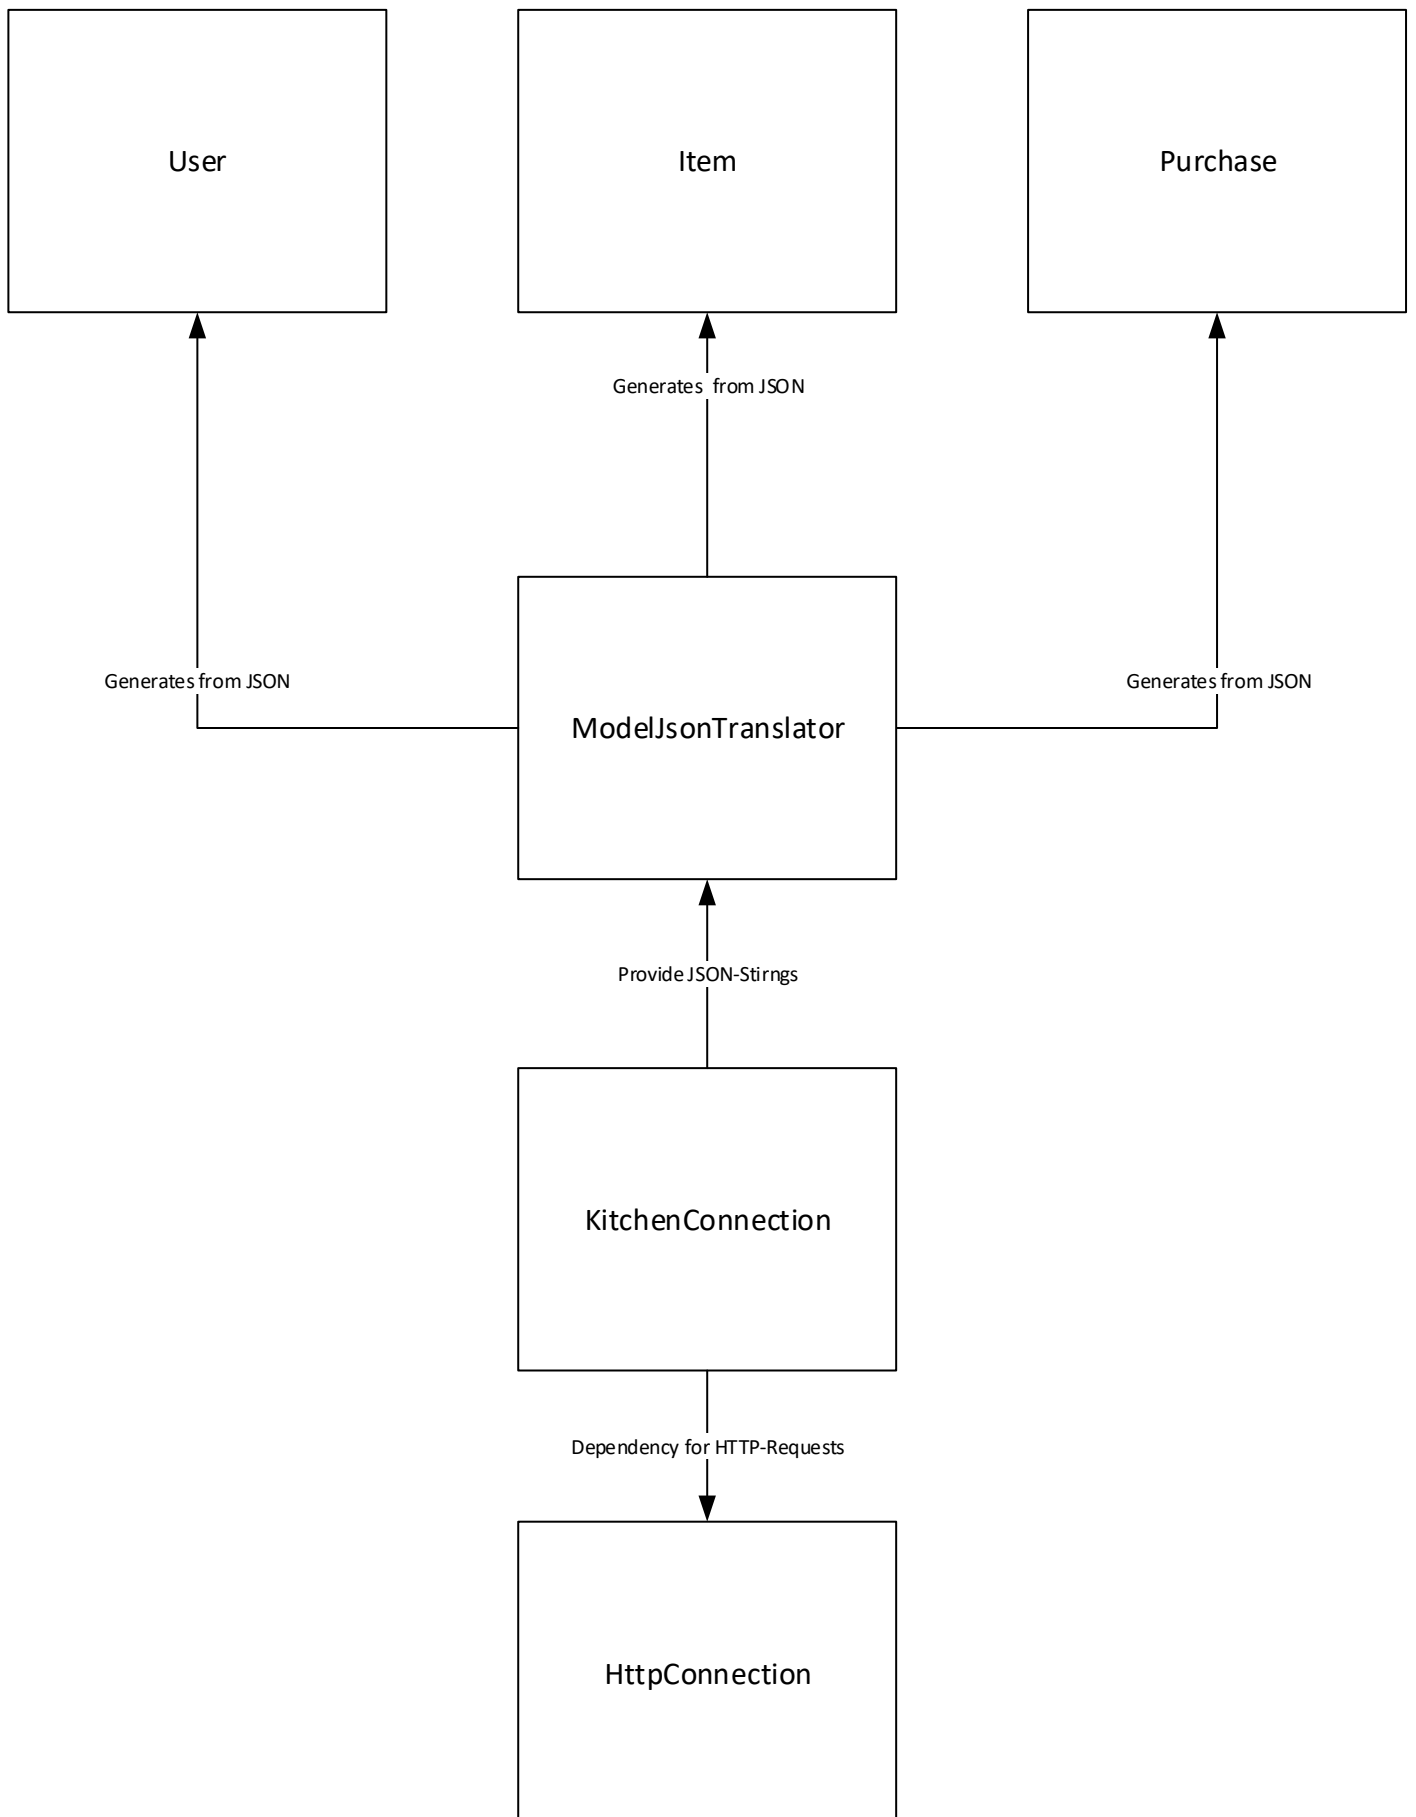 User
Item
Purchase
Generates  from JSON
Generates from JSON
Generates from JSON
ModelJsonTranslator
Provide JSON-Stirngs
KitchenConnection
Dependency for HTTP-Requests
HttpConnection